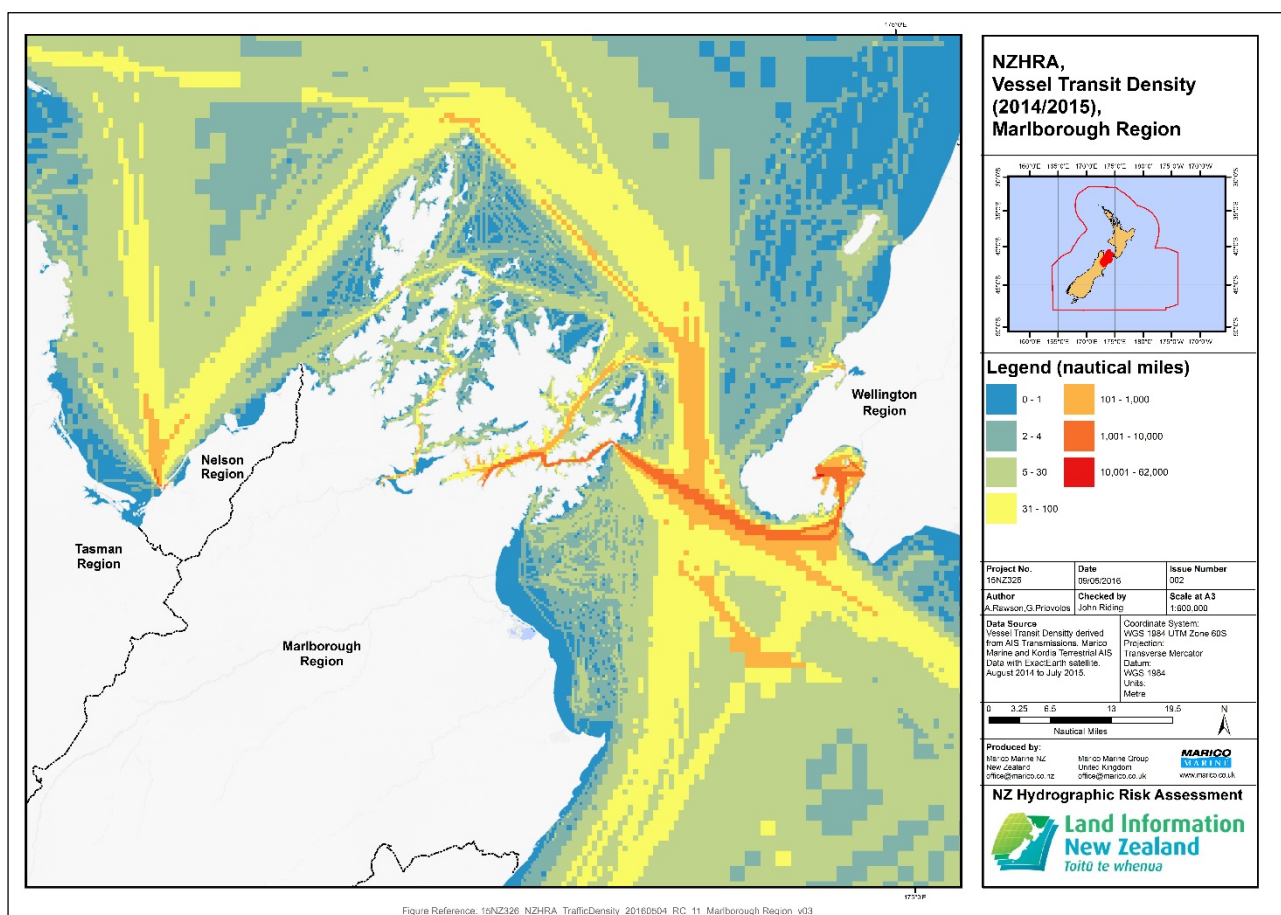 Nelson
Region
Tasman
Region
Marlborough
Region
Wellington
Region
NZHRA,
Vessel Transit Density
(2014/2015),
Marlborough Region
Legend (nautical miles)
0 - 1
2 - 4
5 - 30
31 - 100
101 - 1,000
1,001 - 10,000
10,001 - 62,000
Project No.
15NZ326
Date
09/05/2016
Issue Number
002
Author
A.Rawson,G.Priovolos
Checked by
John Riding
Scale at A3
1:600,000
Data Source
Vessel Transit Density derived
from AIS Transmissions. Marico
Marine and Kordia Terrestrial AIS
Data with ExactEarth satellite.
August 2014 to July 2015.
Coordinate System:
WGS 1984 UTM Zone 60S
Projection:
Transverse Mercator
Datum:
WGS 1984
Units:
Metre
0 3.25 6.5 13 19.5
Nautical Miles
N
Produced by:
Marico Marine NZ
New Zealand
office@marico.co.nz
Marico Marine Group
United Kingdom
office@marico.co.uk
MARICO
MARINE
www.marico.co.uk
NZ Hydrographic Risk Assessment
Land Information
New Zealand
Toitū te whenua
Figure Reference: 15NZ326_NZHRA_TrafficDensity_20160504_RC_11_Marlborough Region_v03